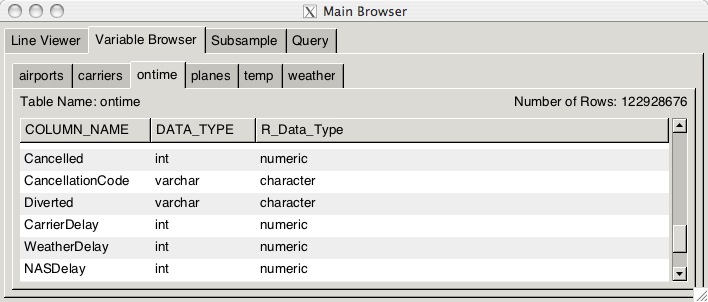 Main Browser
Line Viewer Variable Browser Subsample Query
airports carriers ontime planes temp weather
Table Name: ontime Number of Rows: 122928676
COLUMN_NAME DATA_TYPE R_Data_Type
Cancelled int numeric
CancellationCode varchar character
Diverted varchar character
CarrierDelay int numeric
WeatherDelay int numeric
NASDelay int numeric